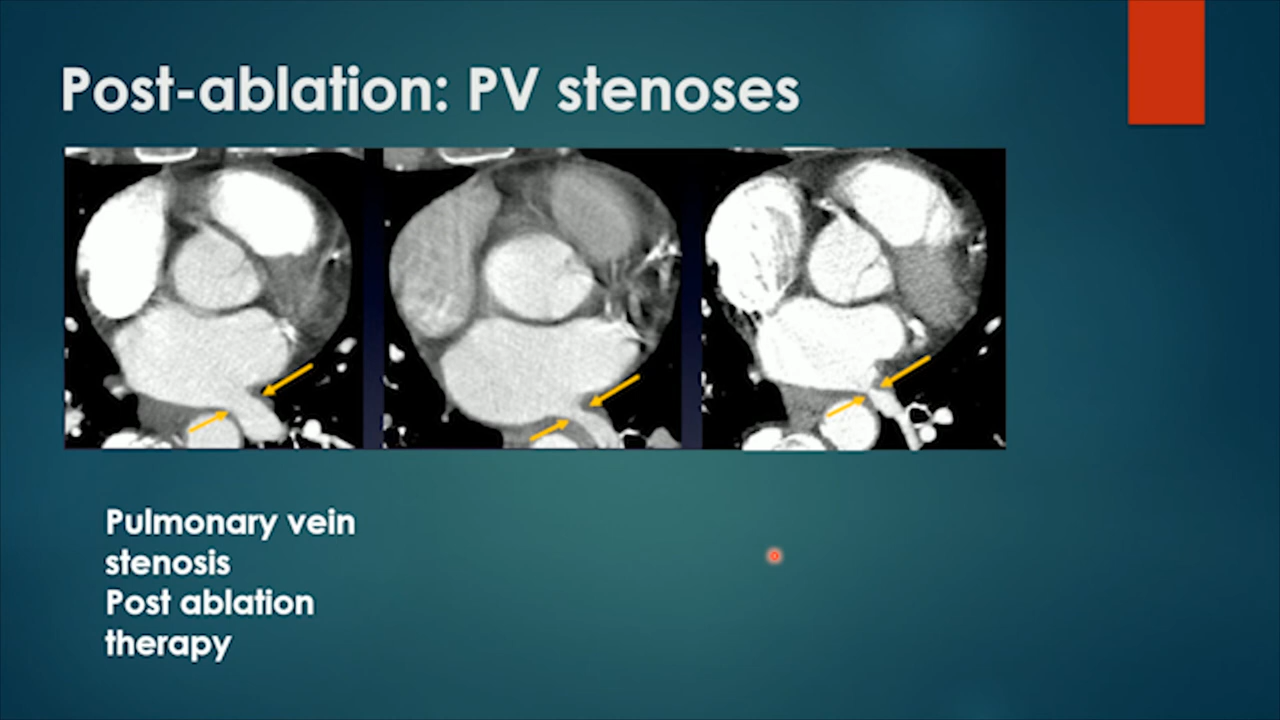 Post-ablation: PV stenoses
Pulmonary vein
stenosis
Post ablation
therapy